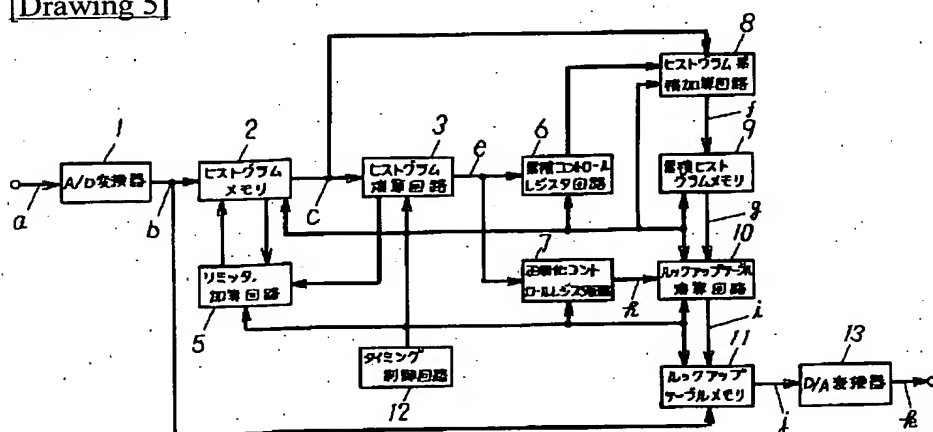 [Drawing 5]
1
A/D変換器
a
b
2
ヒストグラム
メモリ
c
3
ヒストグラム
演算回路
e
5
リミッタ
加算回路
6
累積コントロール
レジスタ回路
7
正規化コント
ロールレジスタ回路
h
8
ヒストグラム累
積加算回路
f
9
累積ヒスト
グラムメモリ
g
10
ルックアップテーブル
演算回路
i
11
ルックアップ
テーブルメモリ
j
12
タイミング
制御回路
13
D/A変換器
k